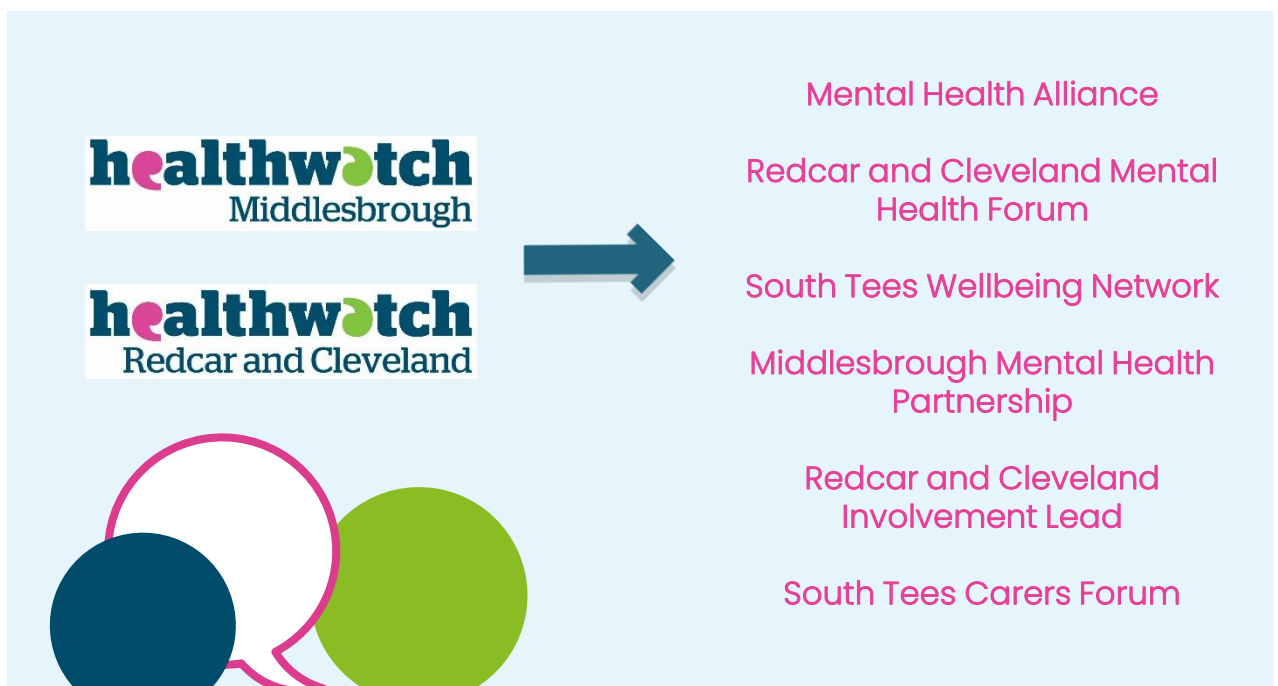 healthwatch
Middlesbrough
healthwatch
Redcar and Cleveland
Mental Health Alliance
Redcar and Cleveland Mental
Health Forum
South Tees Wellbeing Network
Middlesbrough Mental Health
Partnership
Redcar and Cleveland
Involvement Lead
South Tees Carers Forum